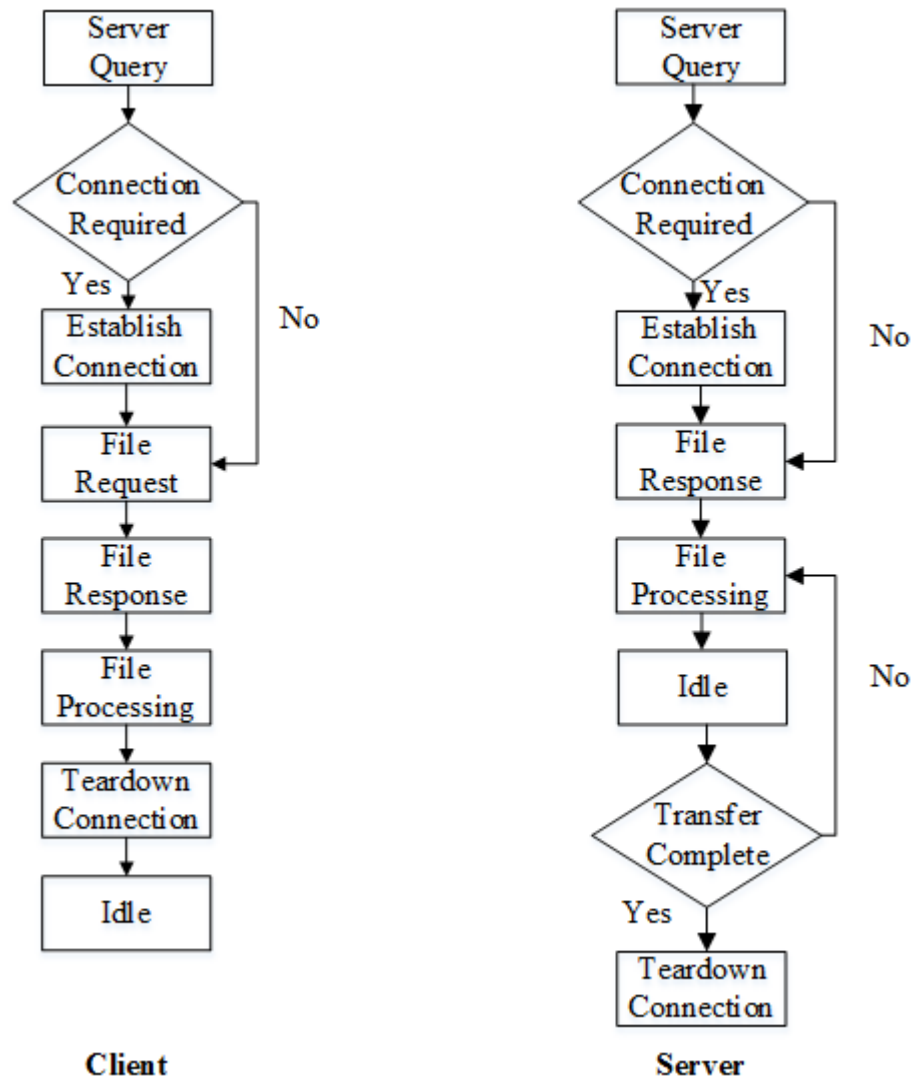 Server
Query
Connection
Required
Yes
No
Establish
Connection
File
Request
File
Response
File
Processing
Teardown
Connection
Idle
Client
Server
Query
Connection
Required
Yes
No
Establish
Connection
File
Response
File
Processing
Idle
No
Transfer
Complete
Yes
Teardown
Connection
Server